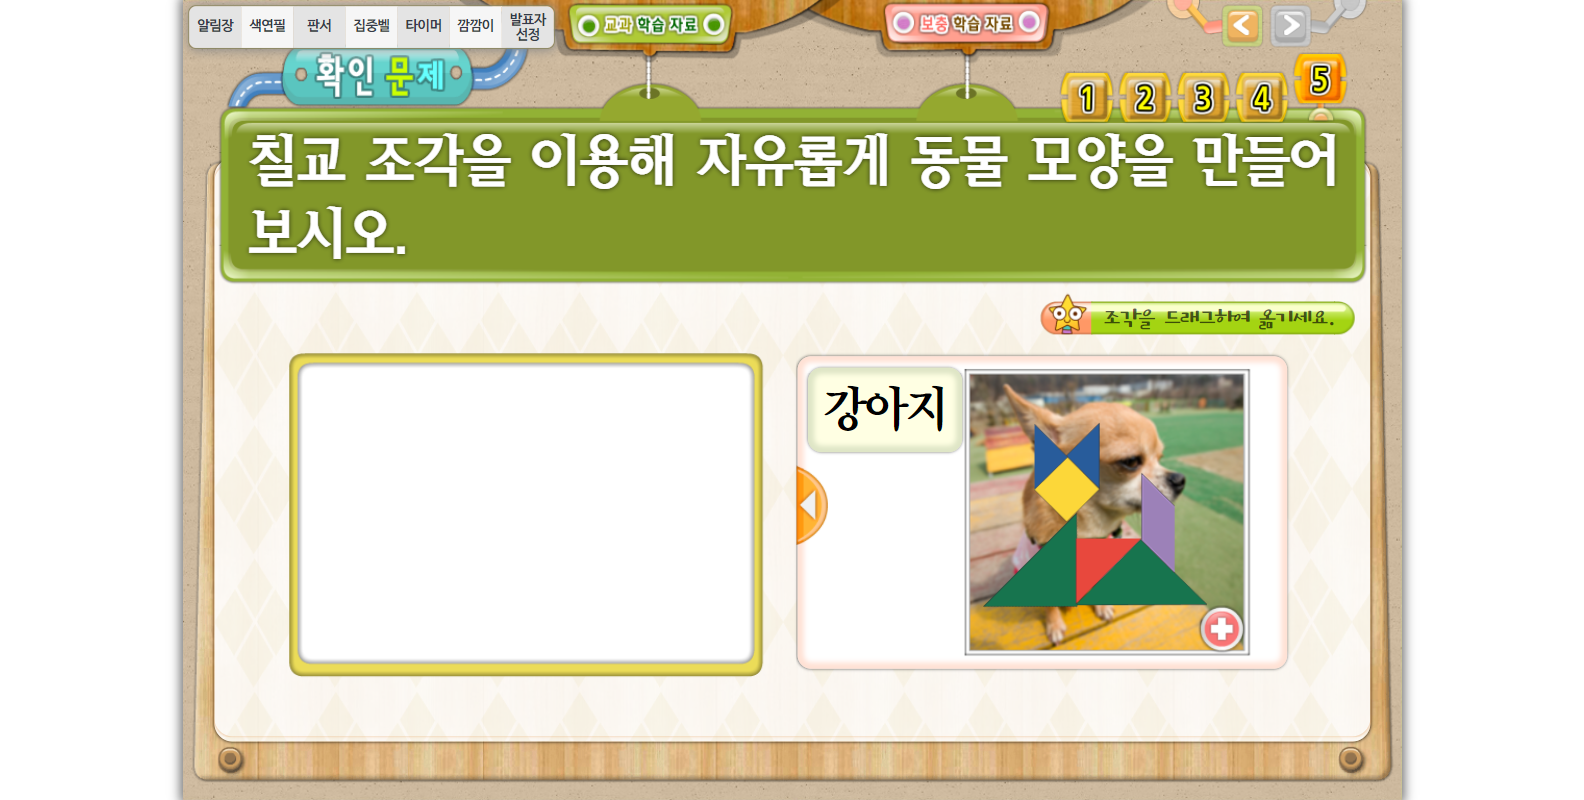 알림장 색연필 판서 집중벨 타이머 깜깜이 발표자
선정
교과 학습 자료
보충 학습 자료
확인 문제
1 2 3 4 5
칠교 조각을 이용해 자유롭게 동물 모양을 만들어
보시오.
조각을 드래그하여 옮기세요.
강아지